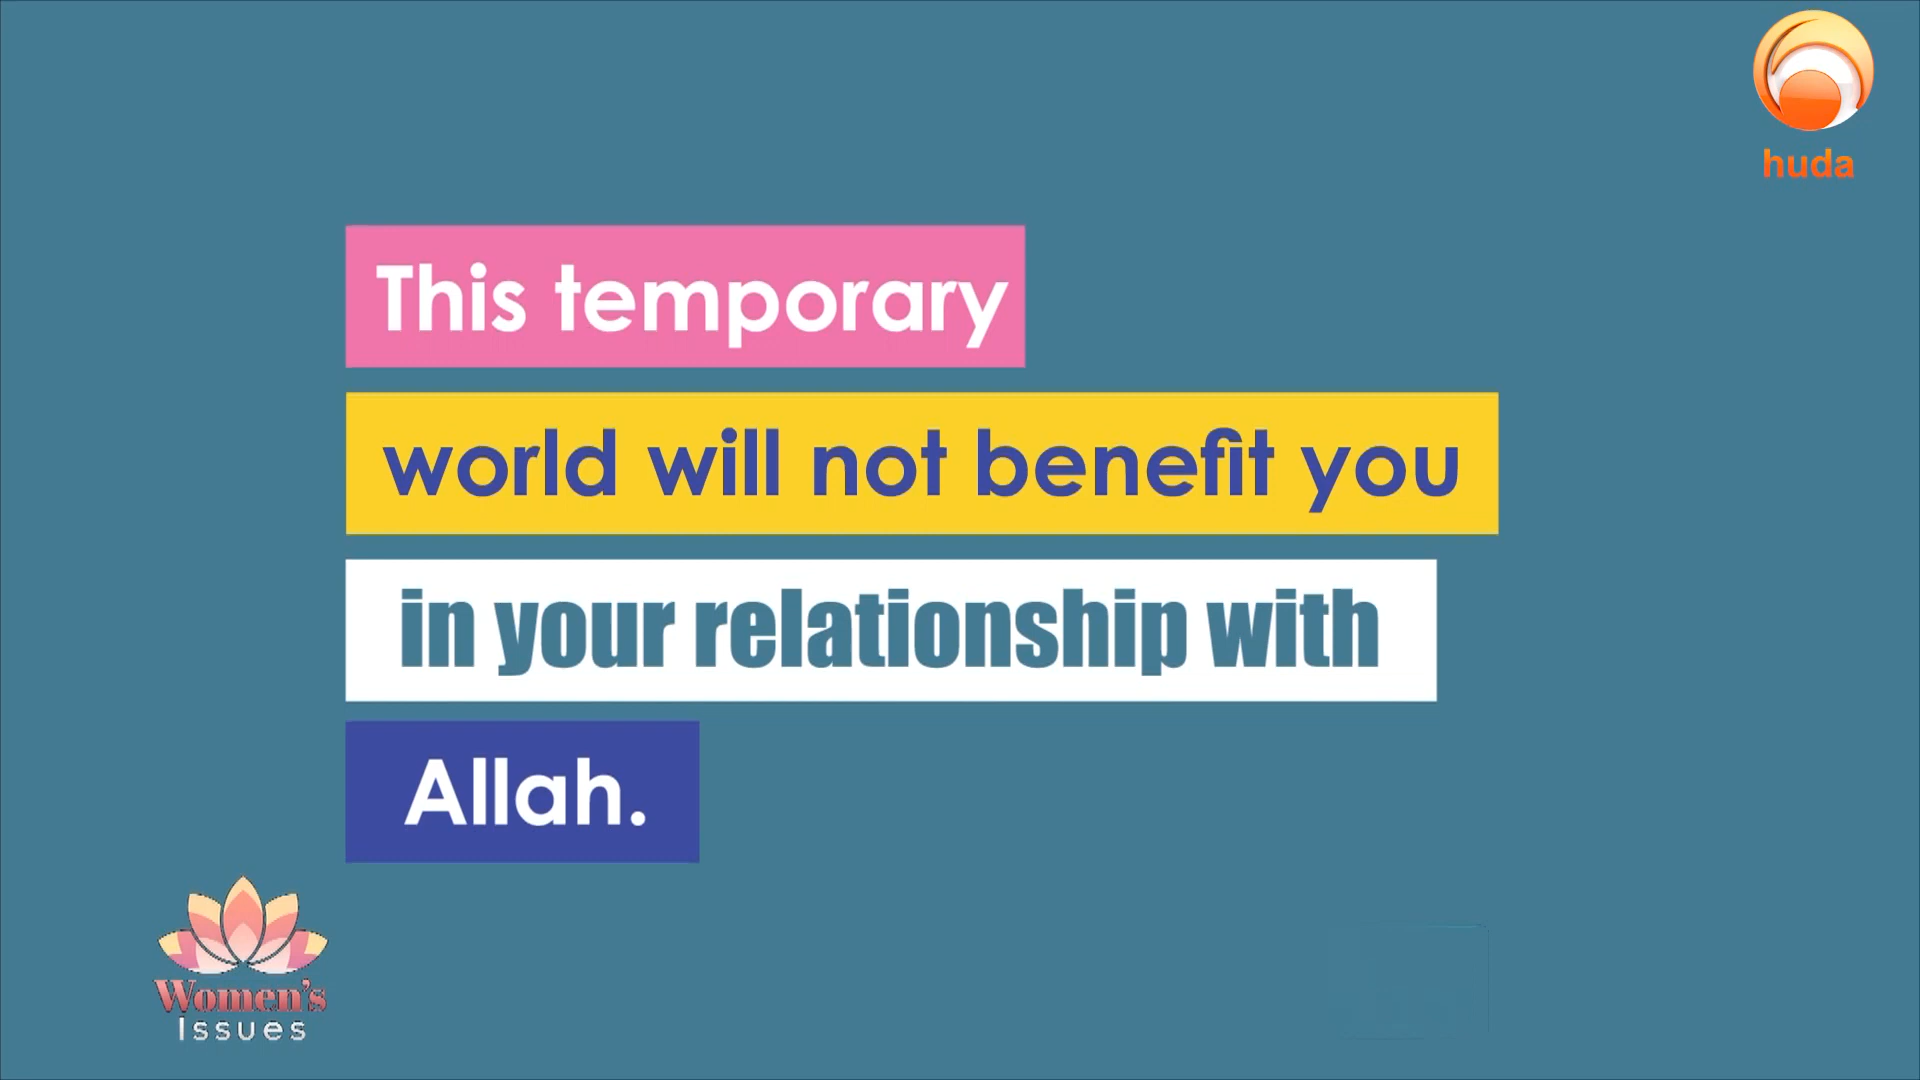 huda
This temporary
world will not benefit you
in your relationship with
Allah.
Women's
Issues